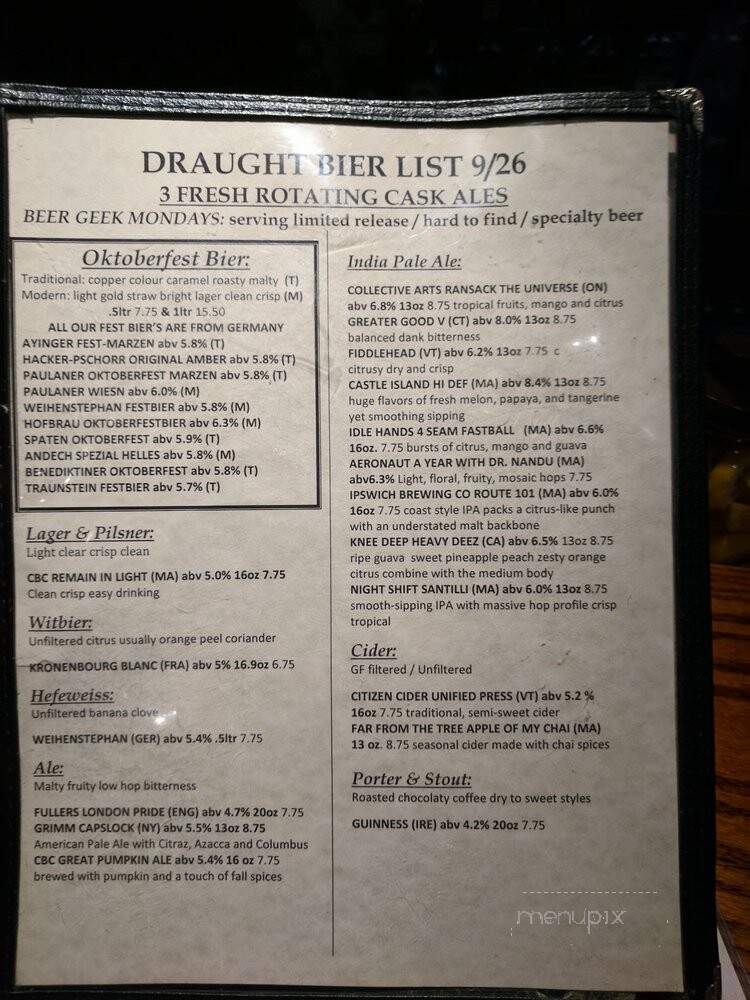 DRAUGHT BIER LIST 9/26
3 FRESH ROTATING CASK ALES
BEER GEEK MONDAYS: serving limited release / hard to find / specialty beer
Oktoberfest Bier:
Traditional: copper colour caramel roasty malty (T)
Modern: light gold straw bright lager clean crisp (M)
.5ltr 7.75 & 1ltr 15.50
ALL OUR FEST BIER'S ARE FROM GERMANY
AYINGER FEST-MARZEN abv 5.8% (T)
HACKER-PSCHORR ORIGINAL AMBER abv 5.8% (T)
PAULANER OKTOBERFEST MARZEN abv 5.8% (T)
PAULANER WIESN abv 6.0% (M)
WEIHENSTEPHAN FESTBIER abv 5.8% (M)
HOFBRAU OKTOBERFESTBIER abv 6.3% (M)
SPATEN OKTOBERFEST abv 5.9% (T)
ANDECH SPEZIAL HELLES abv 5.8% (M)
BENEDIKTINER OKTOBERFEST abv 5.8% (T)
TRAUNSTEIN FESTBIER abv 5.7% (T)
Lager & Pilsner:
Light clear crisp clean
CBC REMAIN IN LIGHT (MA) abv 5.0% 16oz 7.75
Clean crisp easy drinking
Witbier:
Unfiltered citrus usually orange peel coriander
KRONENBOURG BLANC (FRA) abv 5% 16.9oz 6.75
Hefeweiss:
Unfiltered banana clove
WEIHENSTEPHAN (GER) abv 5.4% .5ltr 7.75
Ale:
Malty fruity low hop bitterness
FULLERS LONDON PRIDE (ENG) abv 4.7% 20oz 7.75
GRIMM CAPSLOCK (NY) abv 5.5% 13oz 8.75
American Pale Ale with Citraz, Azacca and Columbus
CBC GREAT PUMPKIN ALE abv 5.4% 16 oz 7.75
brewed with pumpkin and a touch of fall spices
India Pale Ale:
COLLECTIVE ARTS RANSACK THE UNIVERSE (ON)
abv 6.8% 13oz 8.75 tropical fruits, mango and citrus
GREATER GOOD V (CT) abv 8.0% 13oz 8.75
balanced dank bitterness
FIDDLEHEAD (VT) abv 6.2% 13oz 7.75 c
citrusy dry and crisp
CASTLE ISLAND HI DEF (MA) abv 8.4% 13oz 8.75
huge flavors of fresh melon, papaya, and tangerine
yet smoothing sipping
IDLE HANDS 4 SEAM FASTBALL (MA) abv 6.6%
16oz. 7.75 bursts of citrus, mango and guava
AERONAUT A YEAR WITH DR. NANDU (MA)
abv6.3% Light, floral, fruity, mosaic hops 7.75
IPSWICH BREWING CO ROUTE 101 (MA) abv 6.0%
16oz 7.75 coast style IPA packs a citrus-like punch
with an understated malt backbone
KNEE DEEP HEAVY DEEZ (CA) abv 6.5% 13oz 8.75
ripe guava sweet pineapple peach zesty orange
citrus combine with the medium body
NIGHT SHIFT SANTILLI (MA) abv 6.0% 13oz 8.75
smooth-sipping IPA with massive hop profile crisp
tropical
Cider:
GF filtered / Unfiltered
CITIZEN CIDER UNIFIED PRESS (VT) abv 5.2 %
16oz 7.75 traditional, semi-sweet cider
FAR FROM THE TREE APPLE OF MY CHAI (MA)
13 oz. 8.75 seasonal cider made with chai spices
Porter & Stout:
Roasted chocolaty coffee dry to sweet styles
GUINNESS (IRE) abv 4.2% 20oz 7.75
menupix